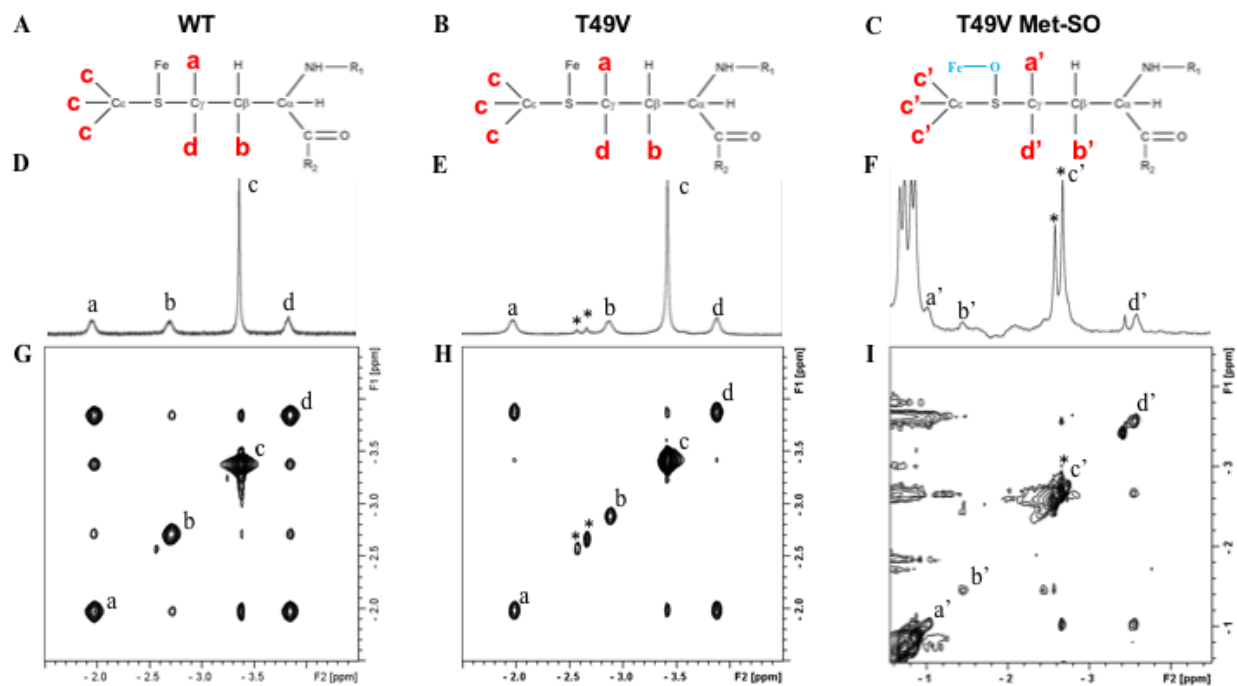 A WT B T49V C T49V Met-SO
Fe a H NH—R₁
c c c Cε S Cγ Cβ Cα H
d b C O
R₂
Fe a H NH—R₁
c c c Cε S Cγ Cβ Cα H
d b C O
R₂
Fe—O a' H NH—R₁
c' c' c' Cε S Cγ Cβ Cα H
d' b' C O
R₂
D a b c d
E a * * b c d
F a' b' * * c' d'
G d
c
b
a
F1 [ppm]
- 3.5
- 3.0
- 2.5
- 2.0
- 2.0 - 2.5 - 3.0 - 3.5 F2 [ppm]
H d
c
b
* *
a
F1 [ppm]
- 3.5
- 3.0
- 2.5
- 2.0
- 2.0 - 2.5 - 3.0 - 3.5 F2 [ppm]
I d'
*
c'
b'
a'
F1 [ppm]
- 3
- 2
- 1
- 1 - 2 - 3 F2 [ppm]